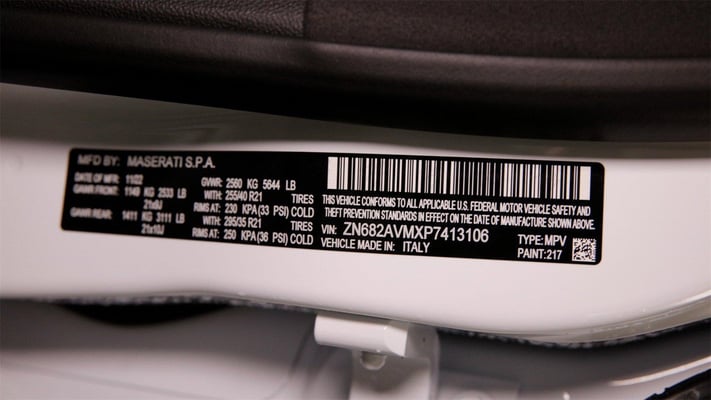 MFD BY: MASERATI S.P.A.
DATE OF MFR: 11/22 GVWR: 2560 KG 5644 LB
GAWR FRONT: 1149 KG 2533 LB WITH: 255/40 R21 TIRES
21x9J RIMS AT: 230 KPA(33 PSI) COLD
GAWR REAR: 1411 KG 3111 LB WITH: 295/35 R21 TIRES
21x10J RIMS AT: 250 KPA(36 PSI) COLD
THIS VEHICLE CONFORMS TO ALL APPLICABLE U.S. FEDERAL MOTOR VEHICLE SAFETY AND
THEFT PREVENTION STANDARDS IN EFFECT ON THE DATE OF MANUFACTURE SHOWN ABOVE.
VIN: ZN682AVMXP7413106 TYPE: MPV
VEHICLE MADE IN: ITALY PAINT: 217